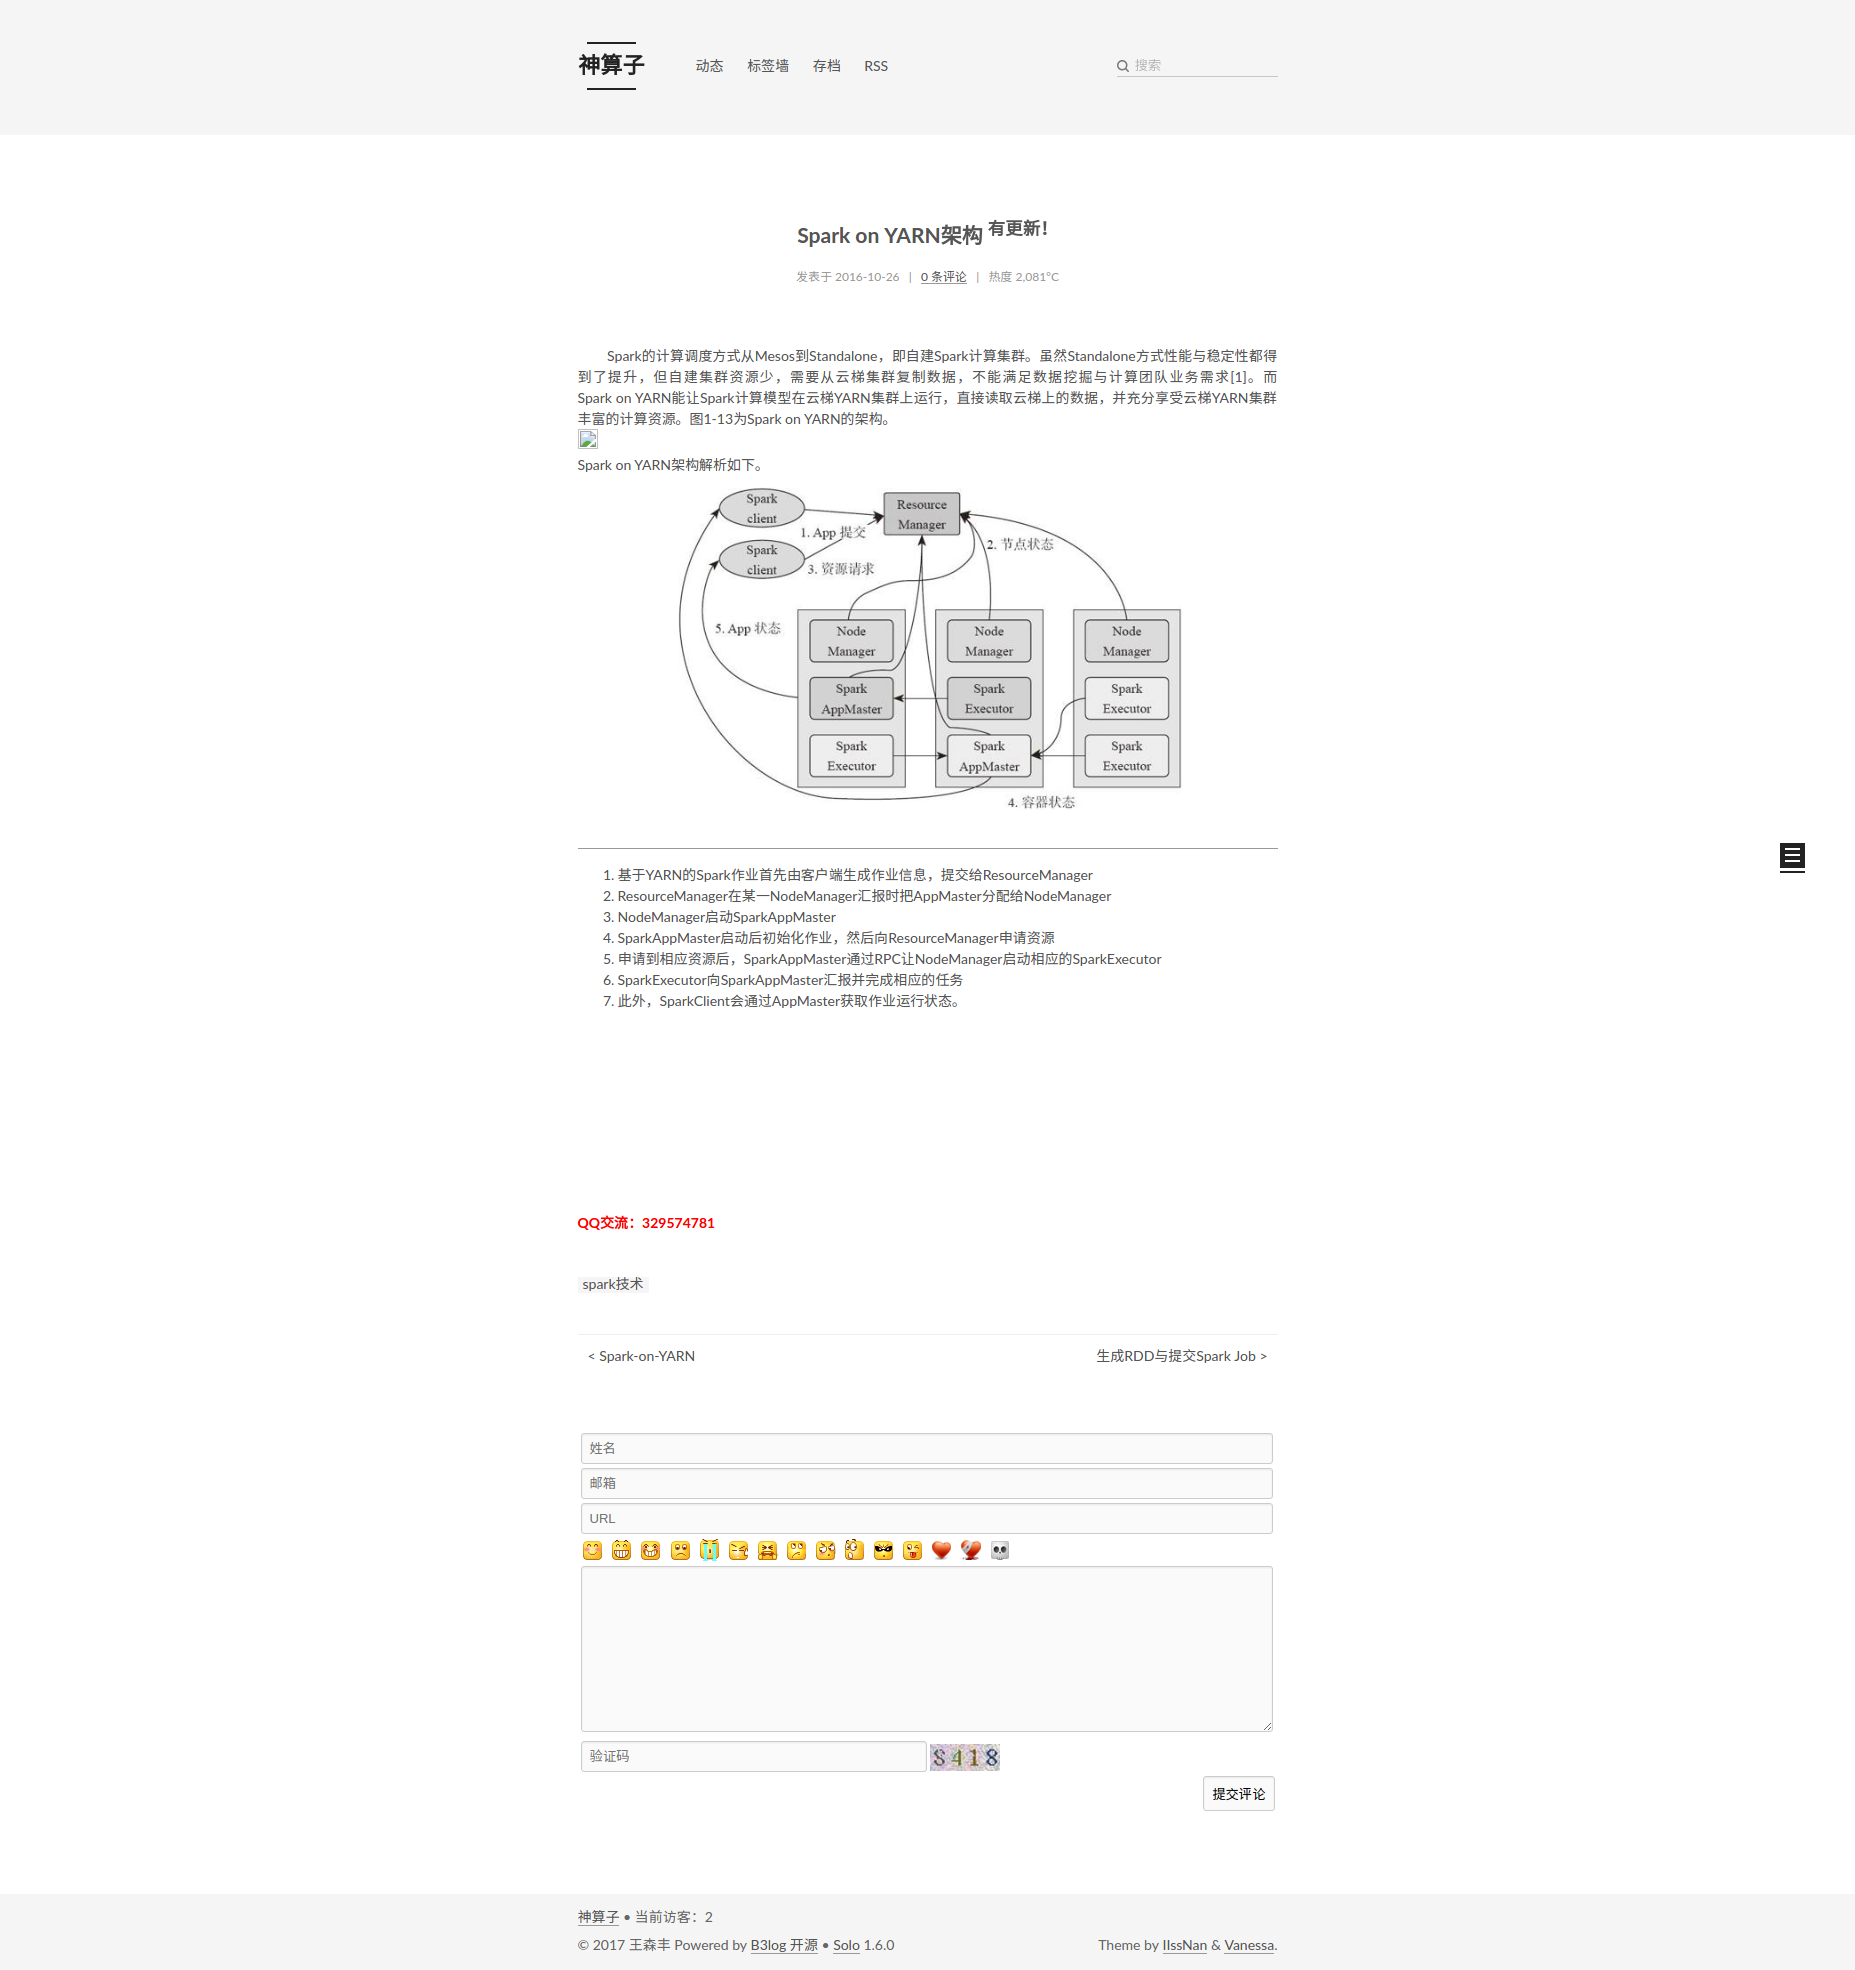 神算子
动态 标签墙 存档 RSS
搜索
Spark on YARN架构 有更新！
发表于 2016-10-26 | 0 条评论 | 热度 2,081°C
Spark的计算调度方式从Mesos到Standalone，即自建Spark计算集群。虽然Standalone方式性能与稳定性都得
到了提升，但自建集群资源少，需要从云梯集群复制数据，不能满足数据挖掘与计算团队业务需求[1]。而
Spark on YARN能让Spark计算模型在云梯YARN集群上运行，直接读取云梯上的数据，并充分享受云梯YARN集群
丰富的计算资源。图1-13为Spark on YARN的架构。
Spark on YARN架构解析如下。
Spark
client
Resource
Manager
1. App 提交
2. 节点状态
Spark
client
3. 资源请求
5. App 状态
Node
Manager
Node
Manager
Node
Manager
Spark
AppMaster
Spark
Executor
Spark
Executor
Spark
Executor
Spark
AppMaster
Spark
Executor
4. 容器状态
1. 基于YARN的Spark作业首先由客户端生成作业信息，提交给ResourceManager
2. ResourceManager在某一NodeManager汇报时把AppMaster分配给NodeManager
3. NodeManager启动SparkAppMaster
4. SparkAppMaster启动后初始化作业，然后向ResourceManager申请资源
5. 申请到相应资源后，SparkAppMaster通过RPC让NodeManager启动相应的SparkExecutor
6. SparkExecutor向SparkAppMaster汇报并完成相应的任务
7. 此外，SparkClient会通过AppMaster获取作业运行状态。
QQ交流：329574781
spark技术
< Spark-on-YARN
生成RDD与提交Spark Job >
姓名
邮箱
URL
验证码
S418
提交评论
神算子 • 当前访客：2
© 2017 王森丰 Powered by B3log 开源 • Solo 1.6.0
Theme by IIssNan & Vanessa.